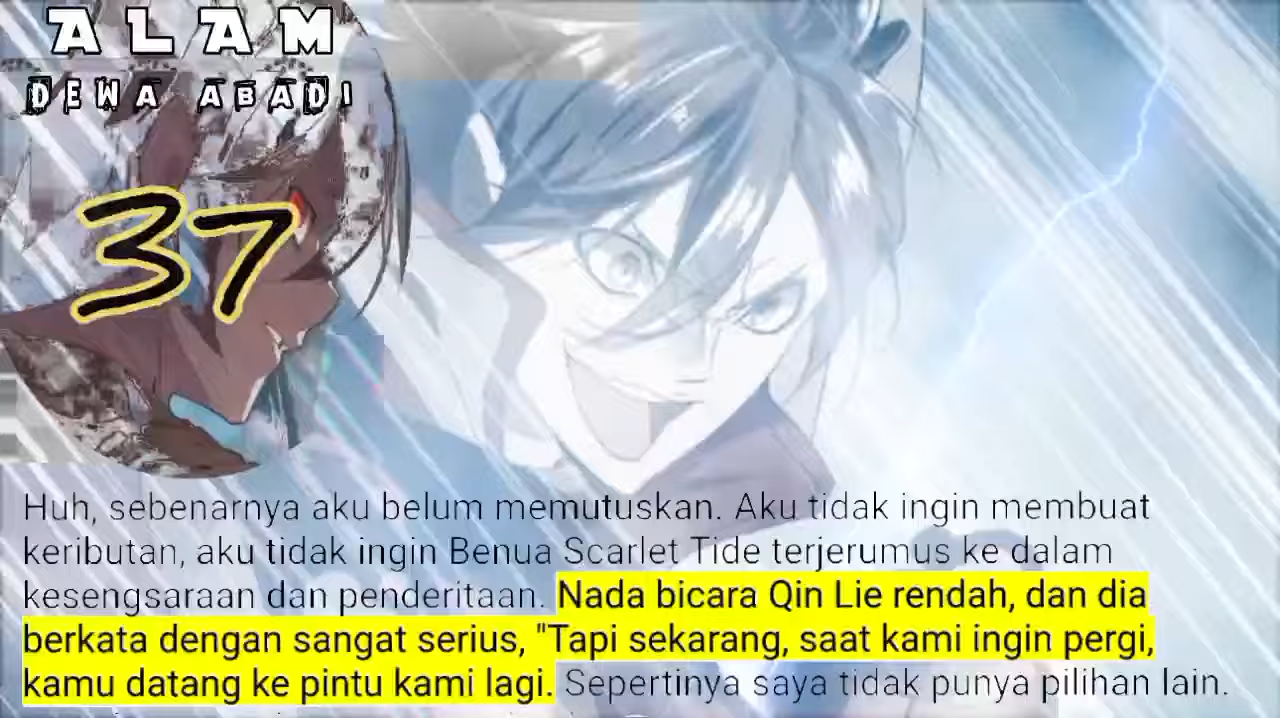 ALAM
DEWA ABADI
37
Huh, sebenarnya aku belum memutuskan. Aku tidak ingin membuat
keributan, aku tidak ingin Benua Scarlet Tide terjerumus ke dalam
kesengsaraan dan penderitaan. Nada bicara Qin Lie rendah, dan dia
berkata dengan sangat serius, "Tapi sekarang, saat kami ingin pergi,
kamu datang ke pintu kami lagi. Sepertinya saya tidak punya pilihan lain.